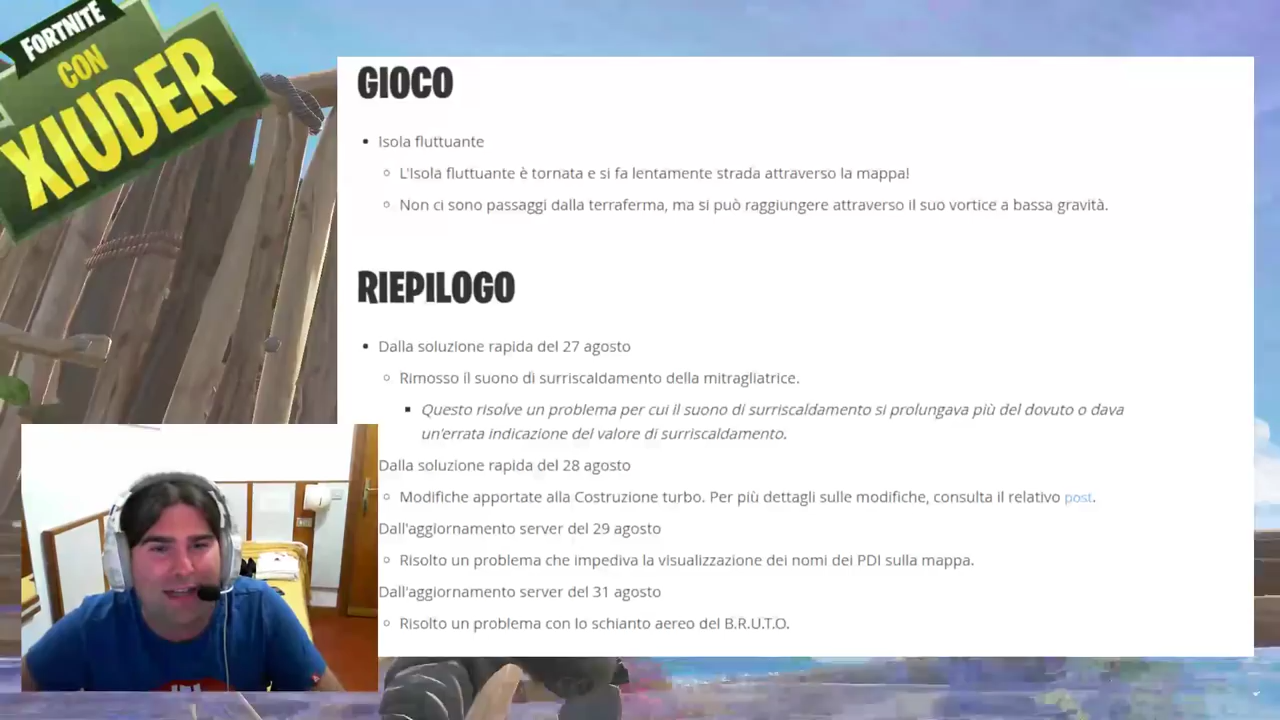 FORTNITE
CON
XIUDER
GIOCO
Isola fluttuante
L'Isola fluttuante è tornata e si fa lentamente strada attraverso la mappa!
Non ci sono passaggi dalla terraferma, ma si può raggiungere attraverso il suo vortice a bassa gravità.
RIEPILOGO
Dalla soluzione rapida del 27 agosto
Rimosso il suono di surriscaldamento della mitragliatrice.
Questo risolve un problema per cui il suono di surriscaldamento si prolungava più del dovuto o dava
un'errata indicazione del valore di surriscaldamento.
Dalla soluzione rapida del 28 agosto
Modifiche apportate alla Costruzione turbo. Per più dettagli sulle modifiche, consulta il relativo post.
Dall'aggiornamento server del 29 agosto
Risolto un problema che impediva la visualizzazione dei nomi dei PDI sulla mappa.
Dall'aggiornamento server del 31 agosto
Risolto un problema con lo schianto aereo del B.R.U.T.O.